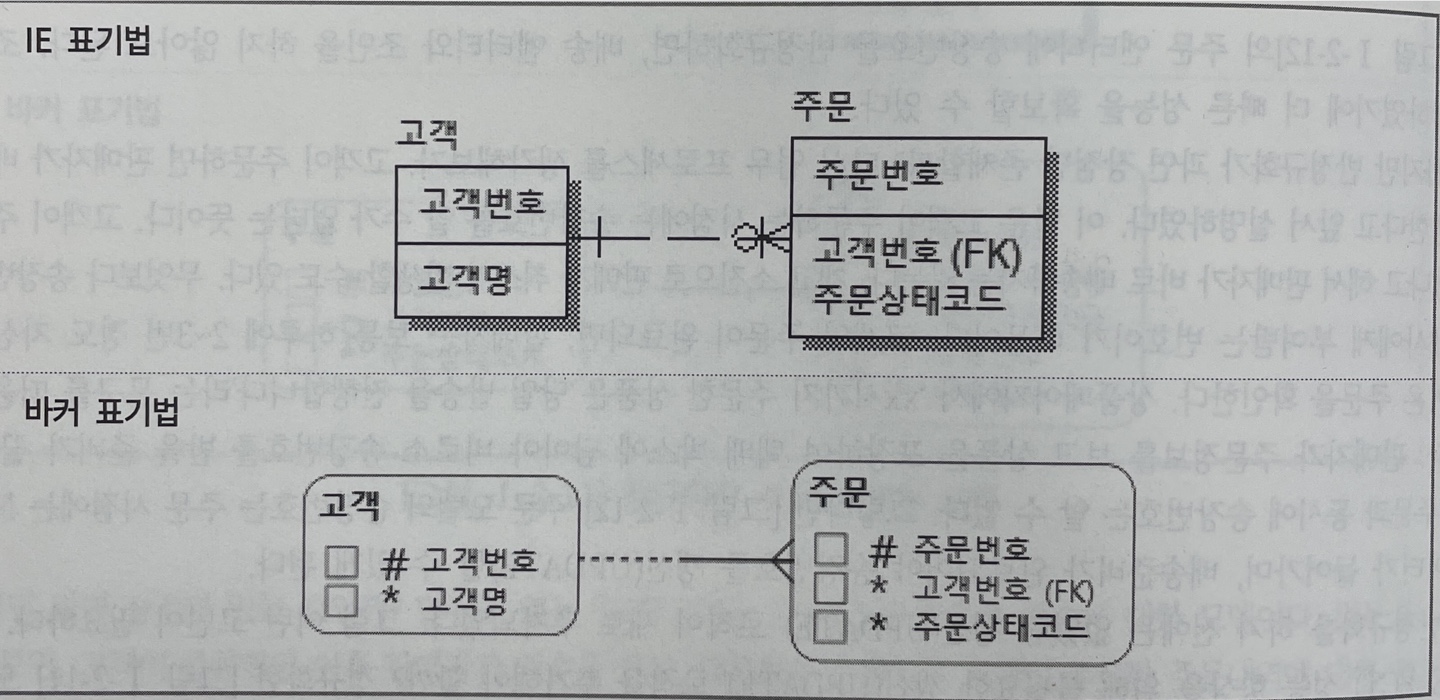 IE 표기법
고객
고객번호
고객명
주문
주문번호
고객번호 (FK)
주문상태코드
바커 표기법
고객
# 고객번호
* 고객명
주문
# 주문번호
* 고객번호 (FK)
* 주문상태코드